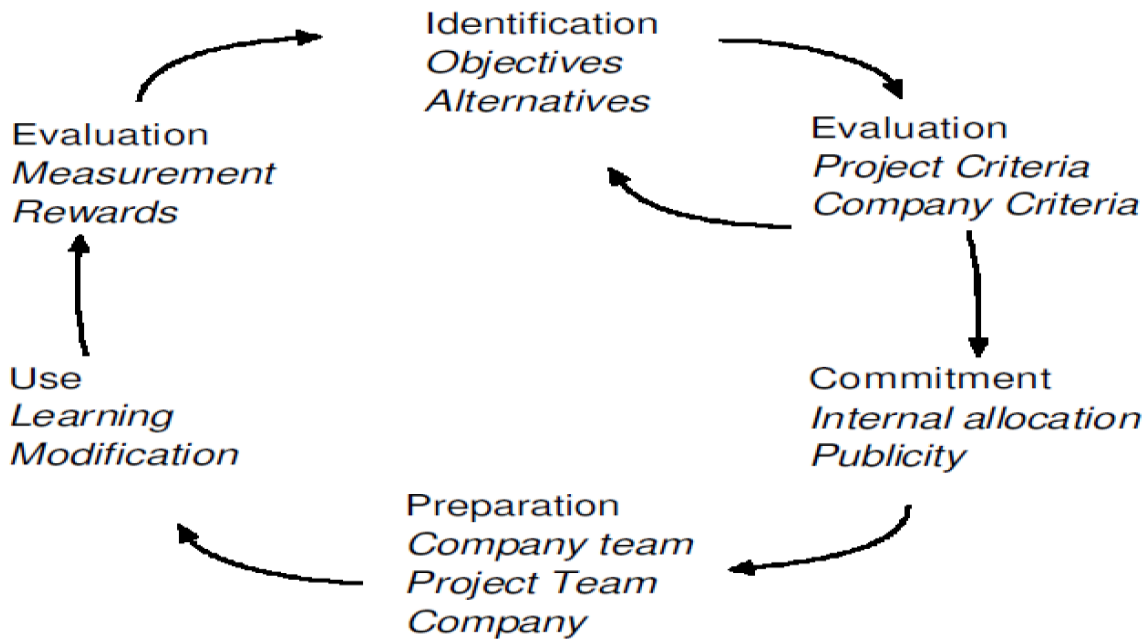 Identification
Objectives
Alternatives
Evaluation
Project Criteria
Company Criteria
Commitment
Internal allocation
Publicity
Preparation
Company team
Project Team
Company
Use
Learning
Modification
Evaluation
Measurement
Rewards